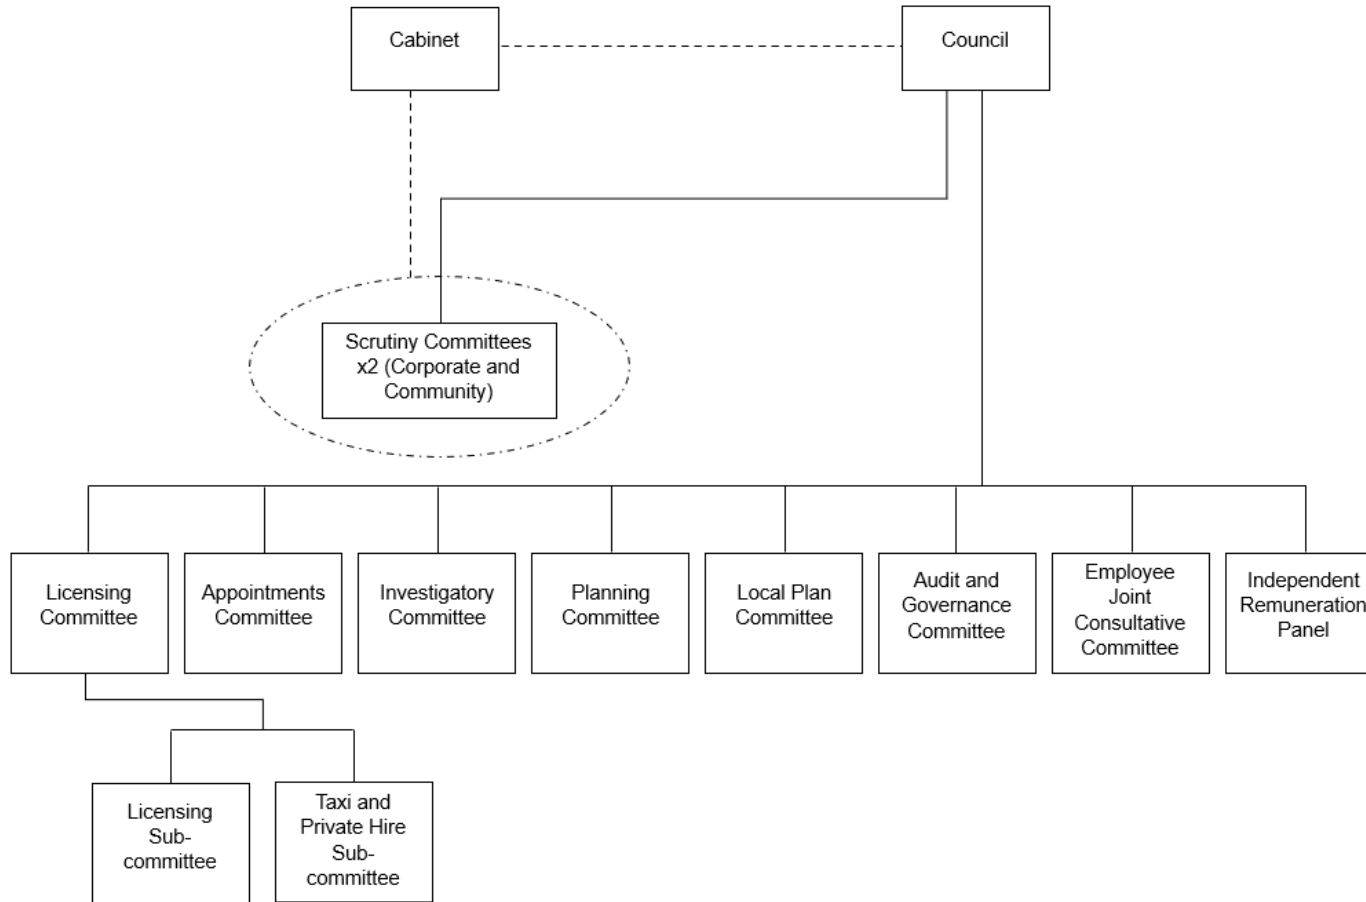 Cabinet
Council
Scrutiny Committees
x2 (Corporate and
Community)
Licensing
Committee
Appointments
Committee
Investigatory
Committee
Planning
Committee
Local Plan
Committee
Audit and
Governance
Committee
Employee
Joint
Consultative
Committee
Independent
Remuneration
Panel
Licensing
Sub-
committee
Taxi and
Private Hire
Sub-
committee